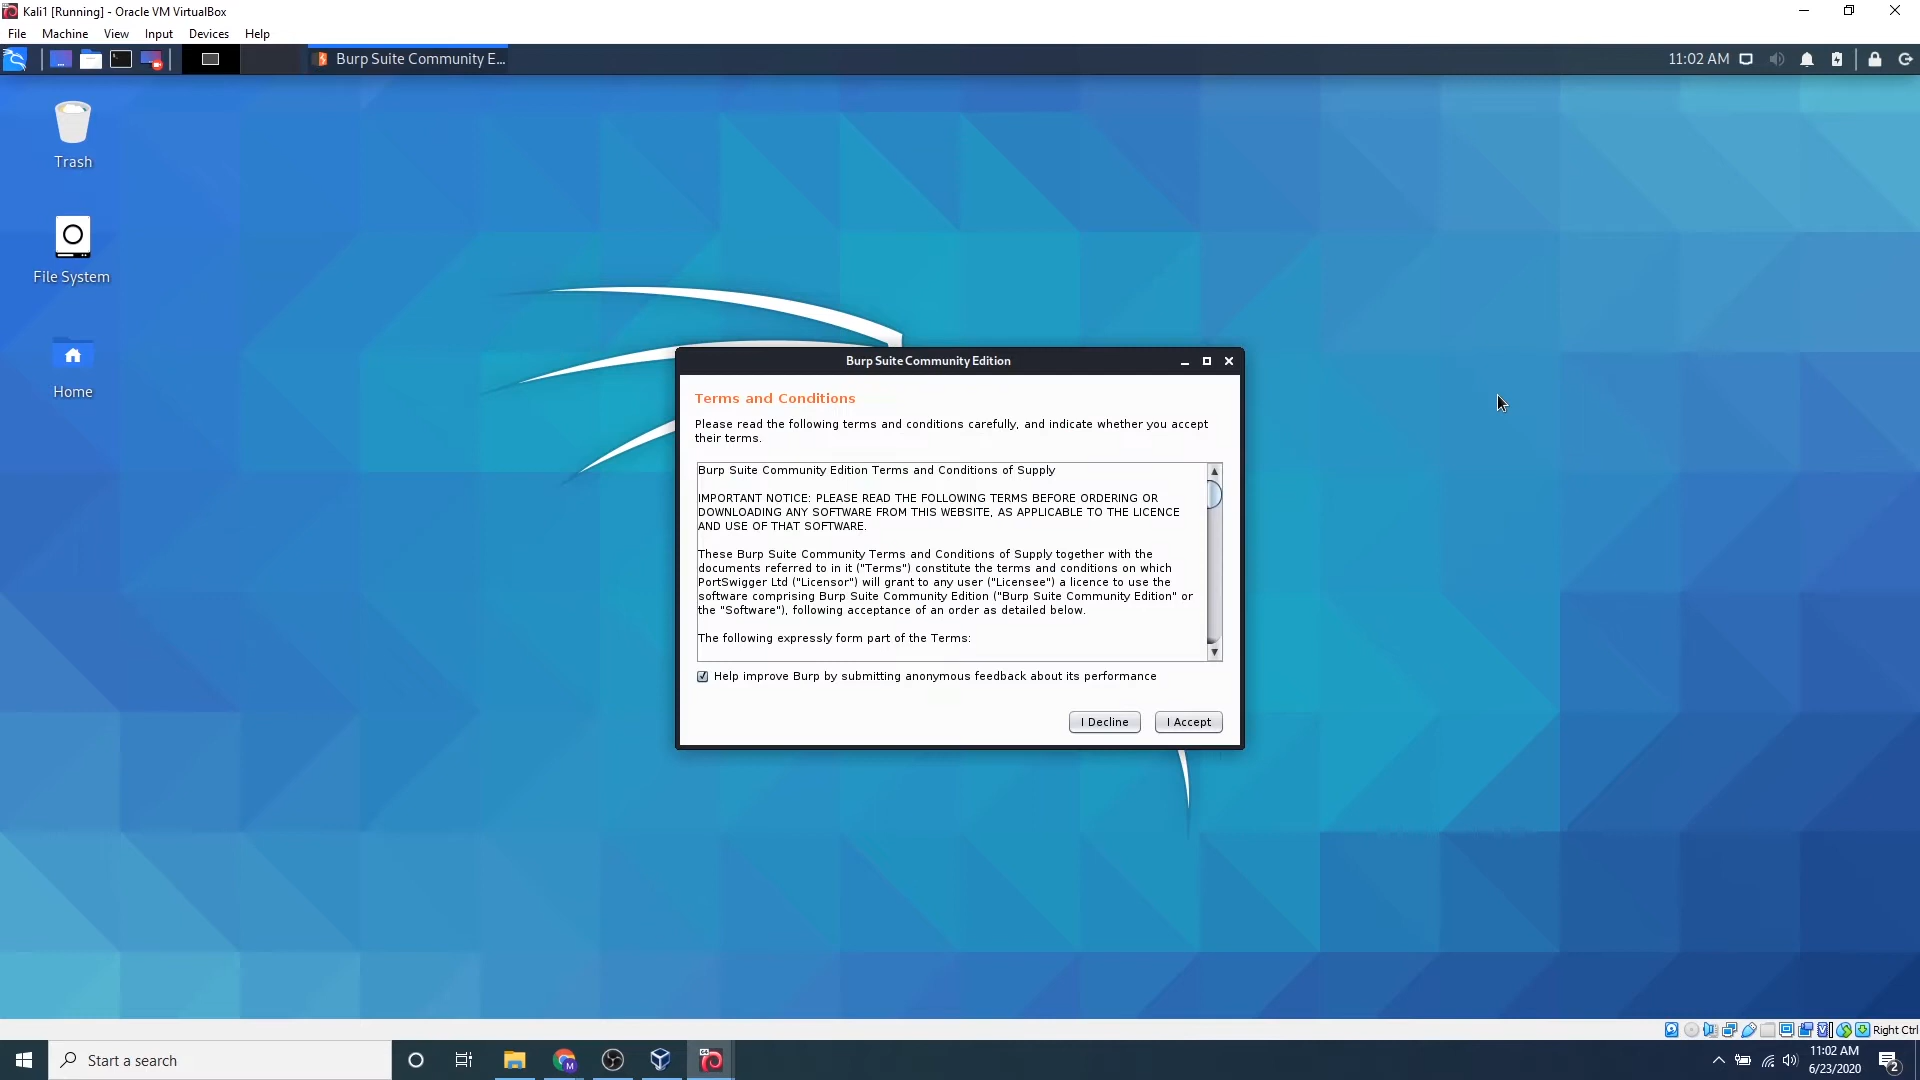 Kali1 [Running] - Oracle VM VirtualBox
File Machine View Input Devices Help
Burp Suite Community E...
11:02 AM
Trash
File System
Home
Burp Suite Community Edition
Terms and Conditions
Please read the following terms and conditions carefully, and indicate whether you accept
their terms.
Burp Suite Community Edition Terms and Conditions of Supply
IMPORTANT NOTICE: PLEASE READ THE FOLLOWING TERMS BEFORE ORDERING OR
DOWNLOADING ANY SOFTWARE FROM THIS WEBSITE, AS APPLICABLE TO THE LICENCE
AND USE OF THAT SOFTWARE.
These Burp Suite Community Terms and Conditions of Supply together with the
documents referred to in it ("Terms") constitute the terms and conditions on which
PortSwigger Ltd ("Licensor") will grant to any user ("Licensee") a licence to use the
software comprising Burp Suite Community Edition ("Burp Suite Community Edition" or
the "Software"), following acceptance of an order as detailed below.
The following expressly form part of the Terms:
Help improve Burp by submitting anonymous feedback about its performance
I Decline
I Accept
Right Ctrl
Start a search
M
11:02 AM
6/23/2020
2